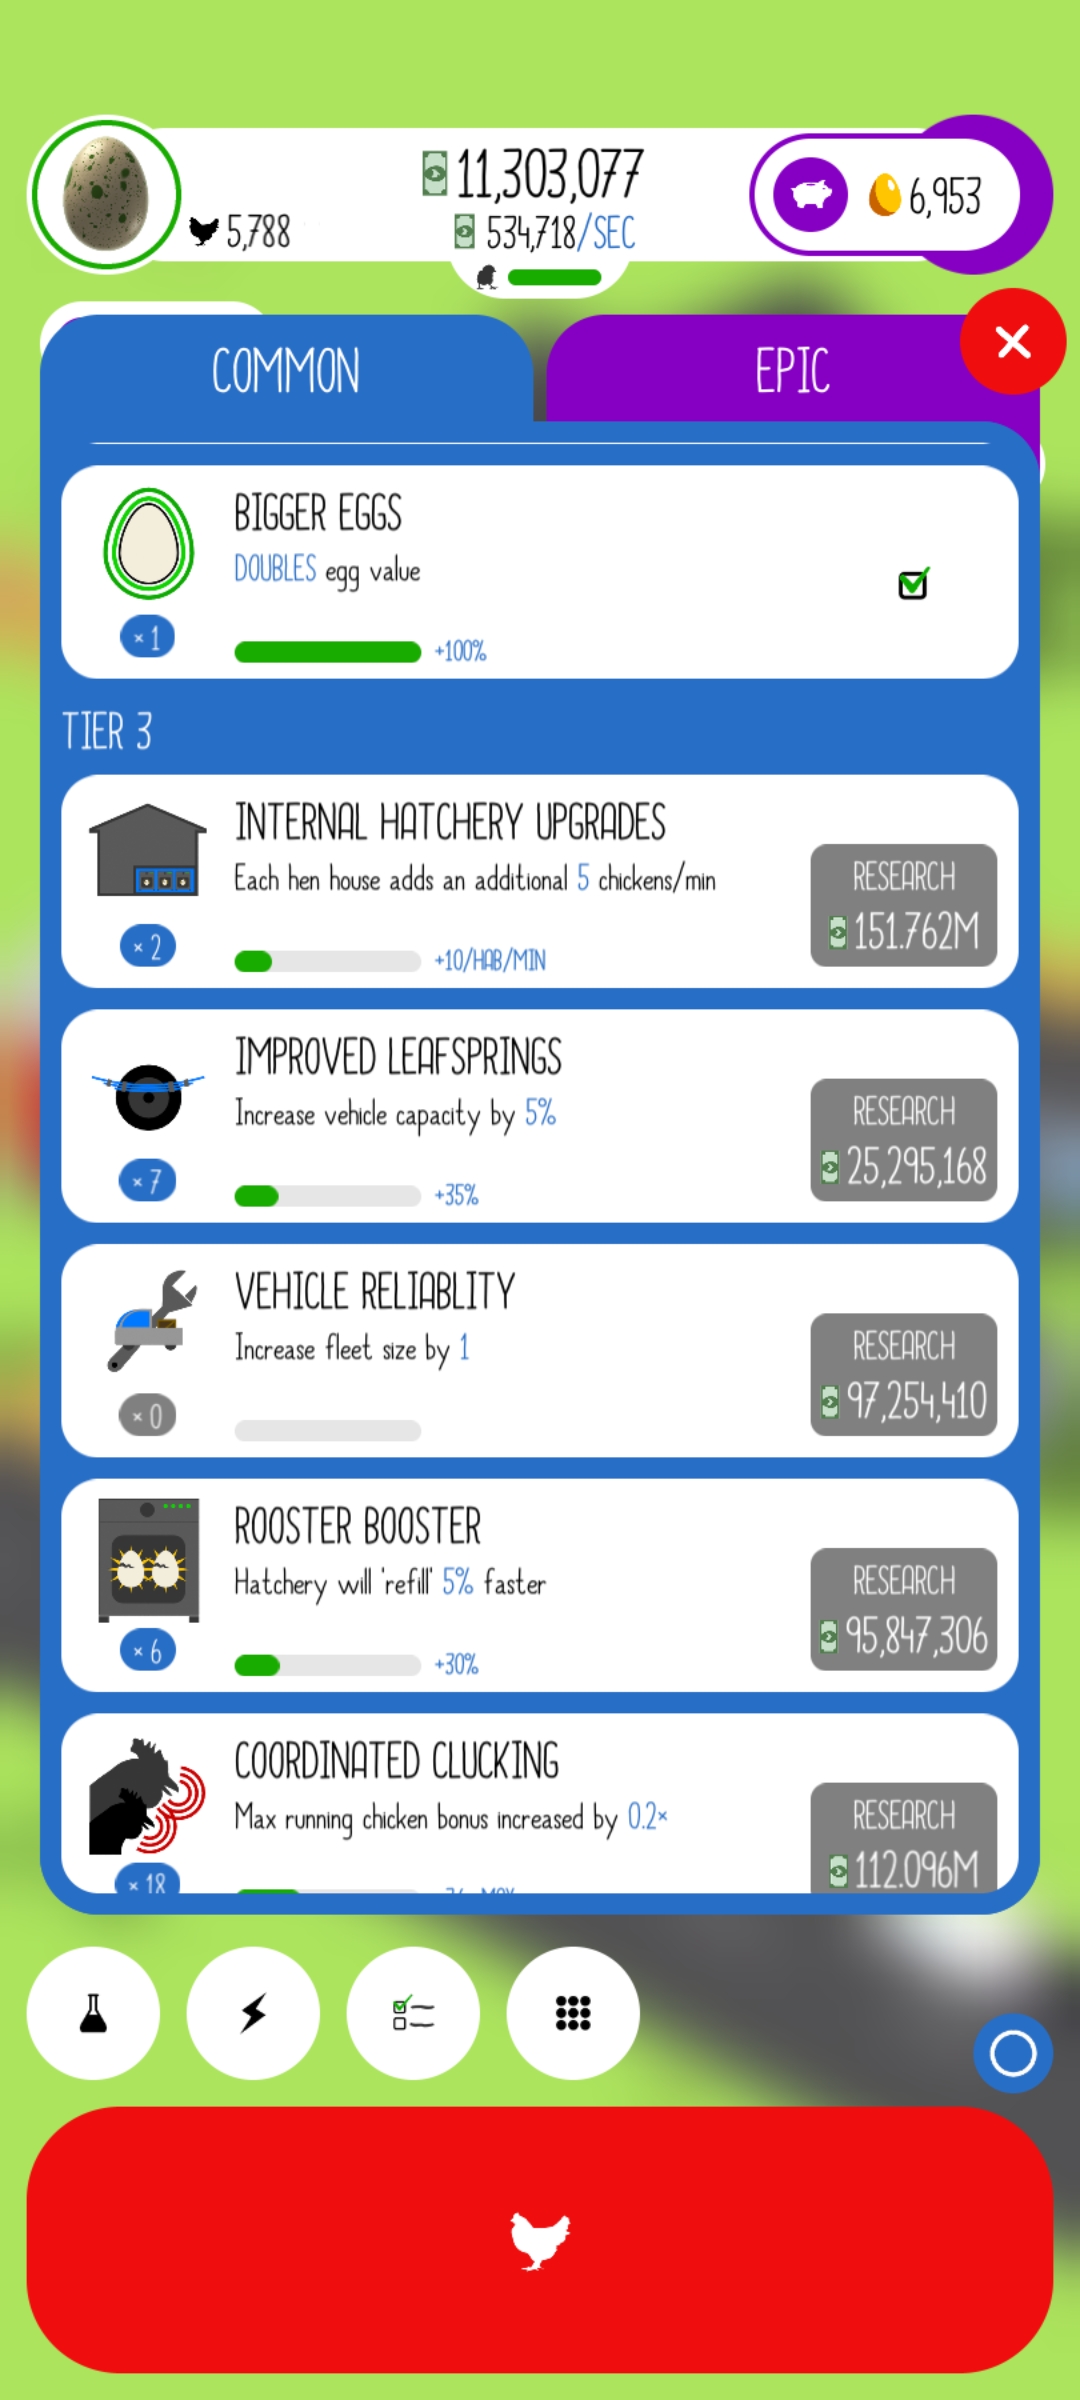 11,303,077
6,953
5,788
534,718/SEC
COMMON
EPIC
BIGGER EGGS
DOUBLES egg value
× 1
+100%
TIER 3
INTERNAL HATCHERY UPGRADES
Each hen house adds an additional 5 chickens/min
RESEARCH
151.762M
× 2
+10/HAB/MIN
IMPROVED LEAFSPRINGS
Increase vehicle capacity by 5%
RESEARCH
25,295,168
× 7
+35%
VEHICLE RELIABLITY
Increase fleet size by 1
RESEARCH
97,254,410
× 0
ROOSTER BOOSTER
Hatchery will 'refill' 5% faster
RESEARCH
95,847,306
× 6
+30%
COORDINATED CLUCKING
Max running chicken bonus increased by 0.2×
RESEARCH
112.096M
× 18